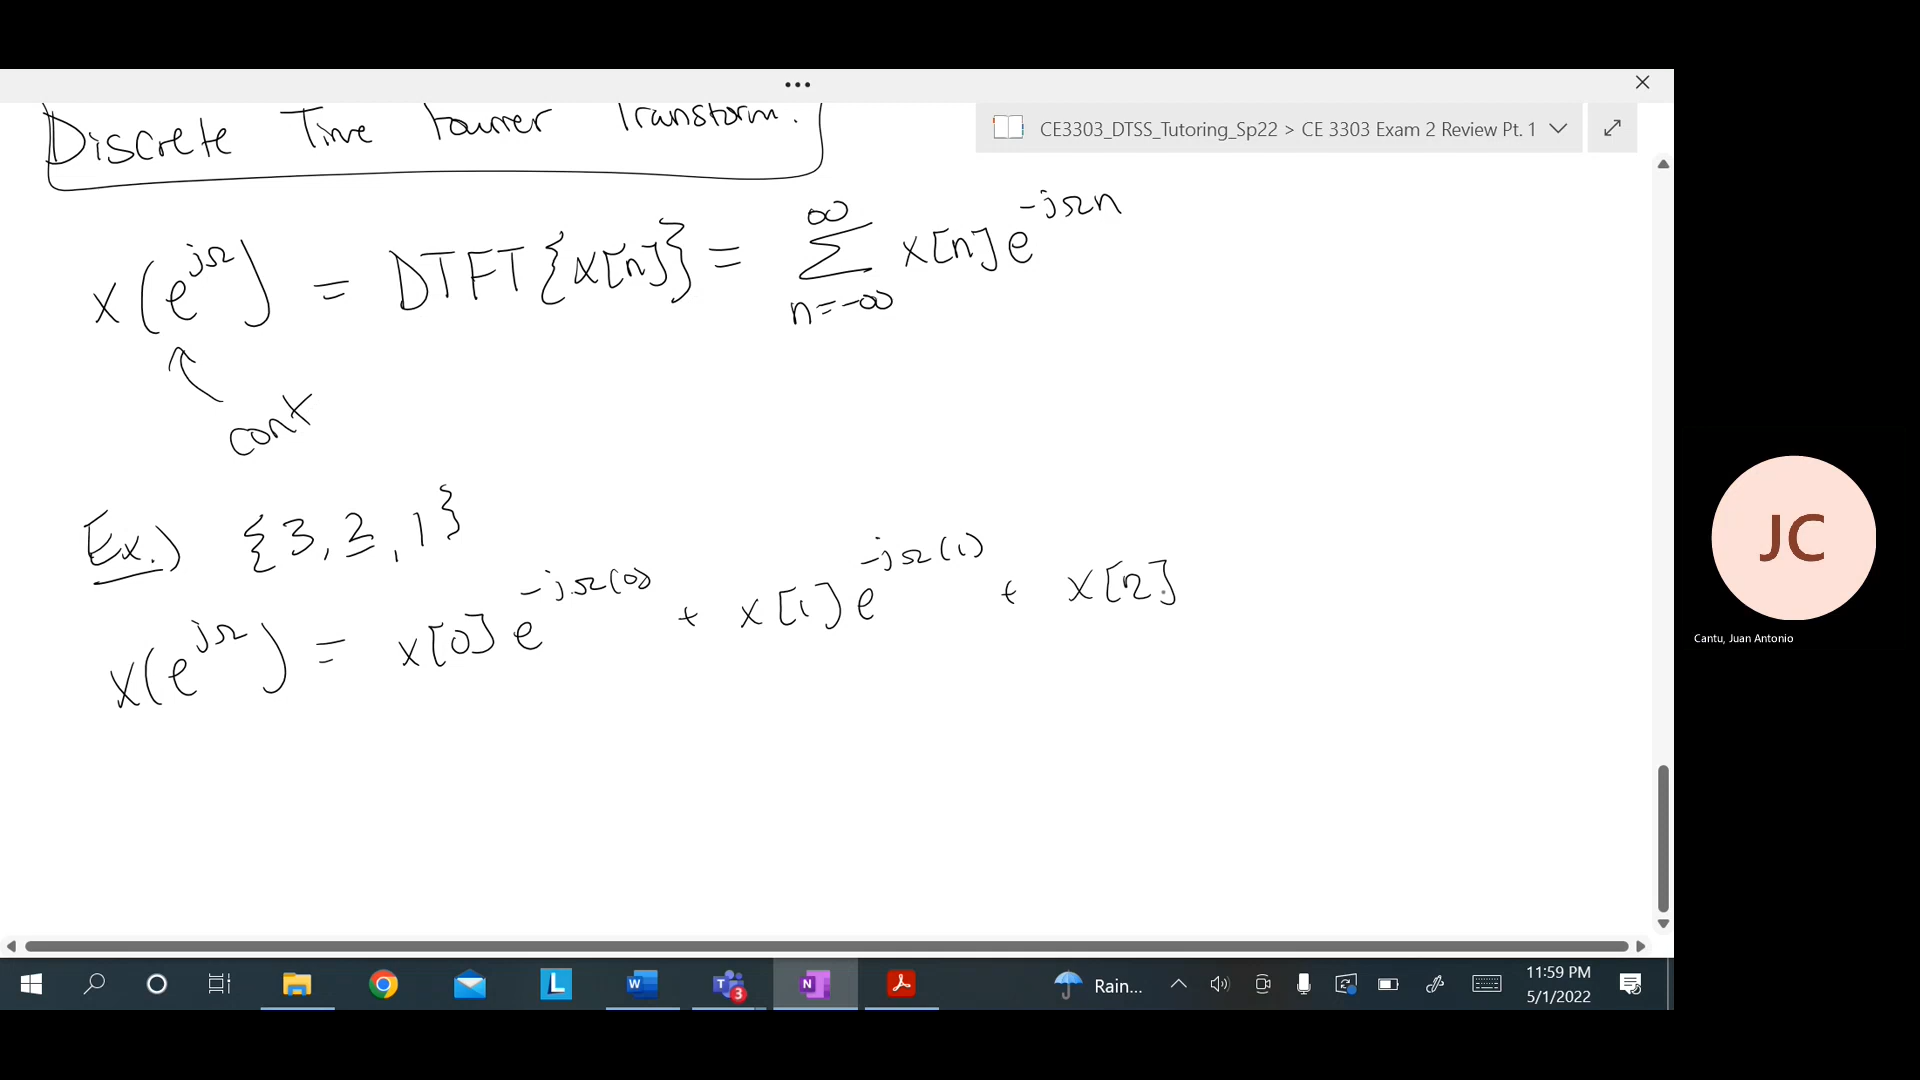 Discrete Time Fourier Transform.
CE3303_DTSS_Tutoring_Sp22 > CE 3303 Exam 2 Review Pt. 1
x(e^{jΩ}) = DTFT{x[n]} = ∑_{n=-∞}^{∞} x[n]e^{-jΩn}
cont
Ex.) {3, 2, 1}
x(e^{jΩ}) = x[0]e^{-jΩ(0)} + x[1]e^{-jΩ(1)} + x[2]
JC
Cantu, Juan Antonio
L W T 3 N Rain... 11:59 PM
5/1/2022